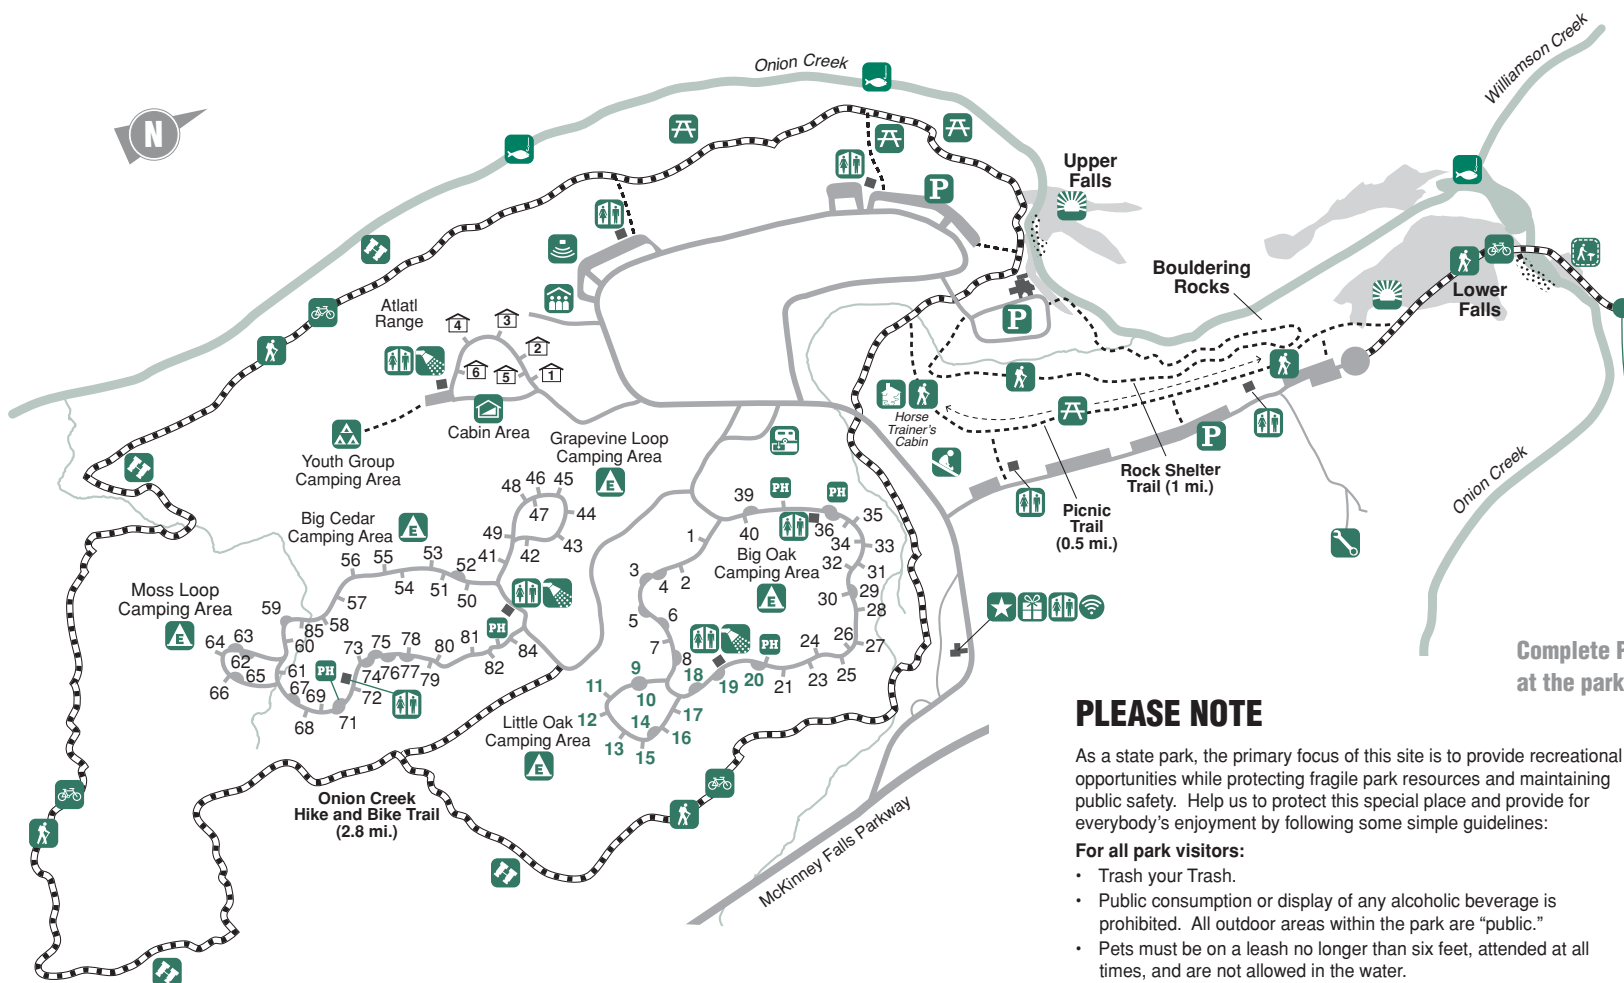 Onion Creek
Williamson Creek
N
Upper
Falls
P
Bouldering
Rocks
Lower
Falls
Atlatl
Range
4
3
2
6
5
1
P
Horse
Trainer's
Cabin
Cabin Area
Youth Group
Camping Area
Grapevine Loop
Camping Area
E
P
Rock Shelter
Trail (1 mi.)
Picnic
Trail
(0.5 mi.)
Onion Creek
48
46
45
47
44
49
42
43
41
Big Cedar
Camping Area
E
56
55
53
52
54
51
50
57
58
39
PH
PH
40
36
35
34
33
32
31
29
30
28
26
27
24
25
23
21
1
2
3
4
5
6
7
8
Big Oak
Camping Area
E
PH
Moss Loop
Camping Area
E
59
85
60
64
63
62
65
66
61
67
69
68
71
72
PH
73
75
78
74
76
77
79
80
81
82
84
PH
9
10
11
12
13
14
15
16
17
18
19
20
Little Oak
Camping Area
E
Onion Creek
Hike and Bike Trail
(2.8 mi.)
McKinney Falls Parkway
Complete F
at the park
PLEASE NOTE
As a state park, the primary focus of this site is to provide recreational
opportunities while protecting fragile park resources and maintaining
public safety.  Help us to protect this special place and provide for
everybody's enjoyment by following some simple guidelines:
For all park visitors:
• Trash your Trash.
• Public consumption or display of any alcoholic beverage is
prohibited.  All outdoor areas within the park are “public.”
• Pets must be on a leash no longer than six feet, attended at all
times, and are not allowed in the water.